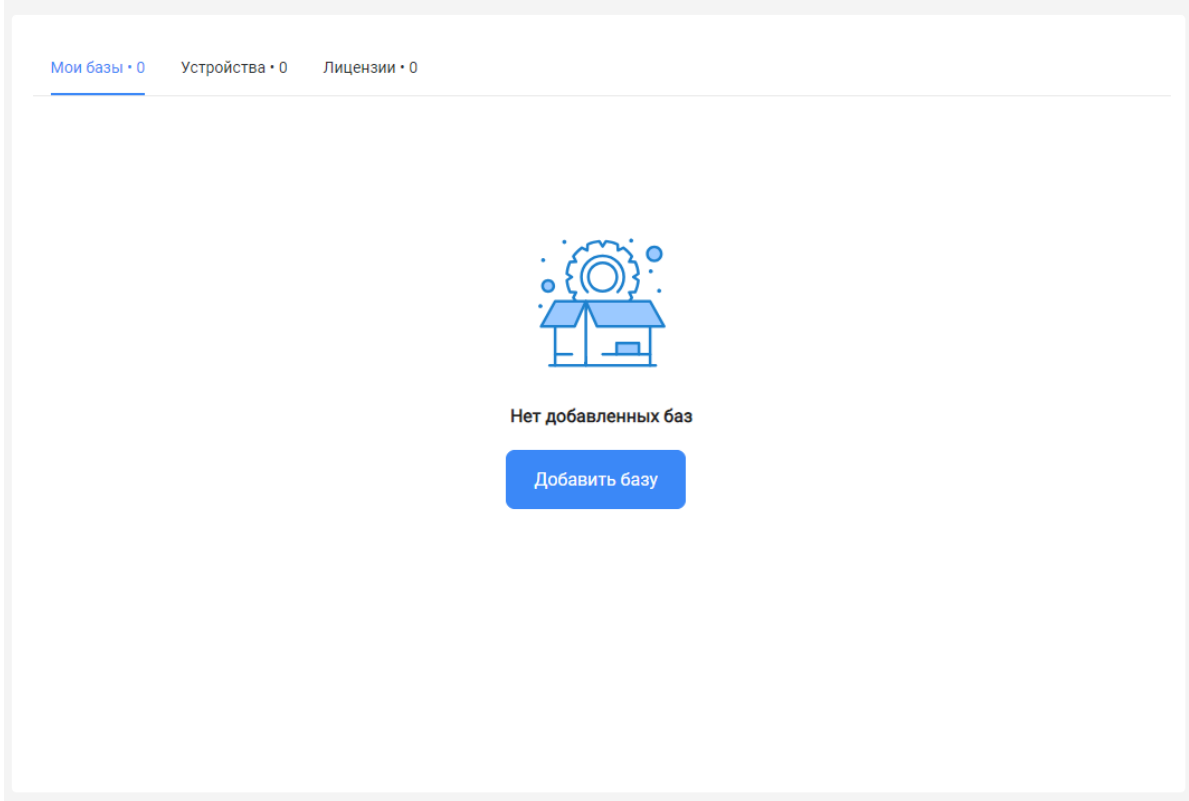 Мои базы • 0 Устройства • 0 Лицензии • 0
Нет добавленных баз
Добавить базу